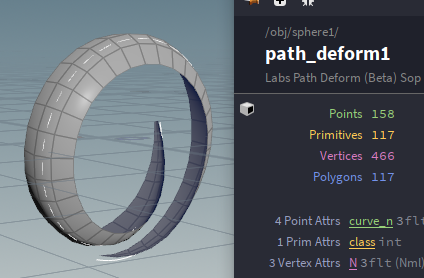 /obj/sphere1/
path_deform1
Labs Path Deform (Beta) Sop
Points 158
Primitives 117
Vertices 466
Polygons 117
4 Point Attrs curve_n 3flt
1 Prim Attrs class int
3 Vertex Attrs N 3flt (Nml)